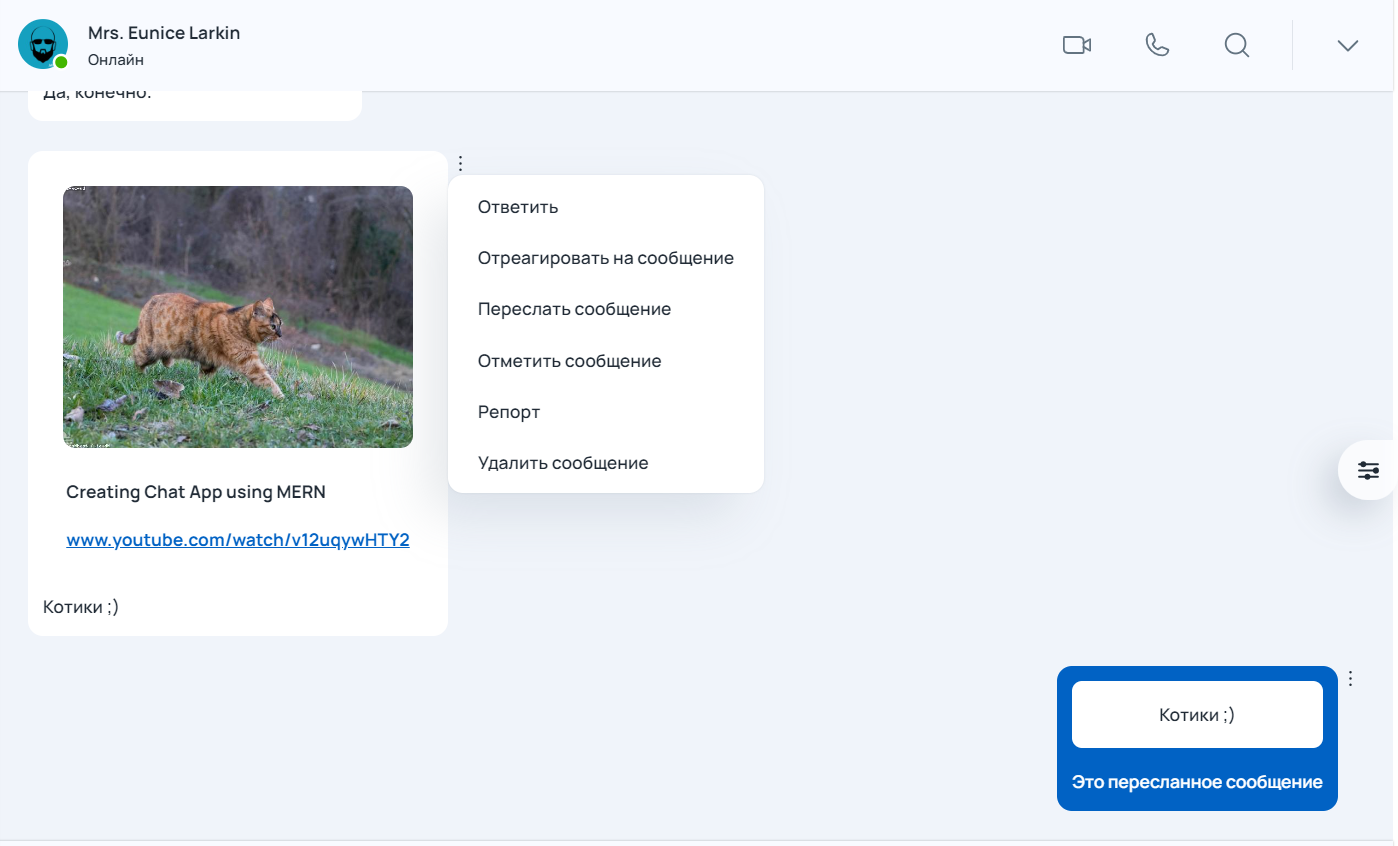 Mrs. Eunice Larkin
Онлайн
Да, конечно.
Creating Chat App using MERN
www.youtube.com/watch/v12uqywHTY2
Котики ;)
Ответить
Отреагировать на сообщение
Переслать сообщение
Отметить сообщение
Репорт
Удалить сообщение
Котики ;)
Это пересланное сообщение